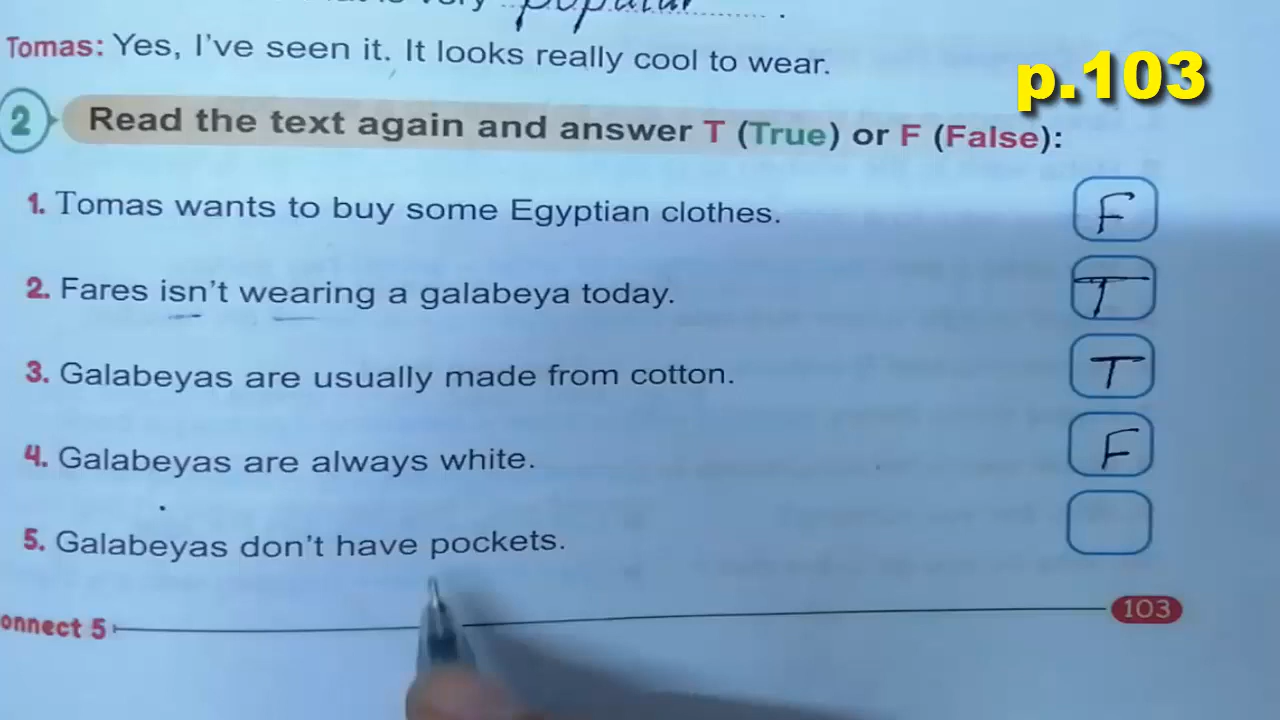 popular .
Tomas: Yes, I've seen it. It looks really cool to wear.
p.103
2 Read the text again and answer T (True) or F (False):
1. Tomas wants to buy some Egyptian clothes. F
2. Fares isn't wearing a galabeya today. T
3. Galabeyas are usually made from cotton. T
4. Galabeyas are always white. F
5. Galabeyas don't have pockets.
onnect 5 103